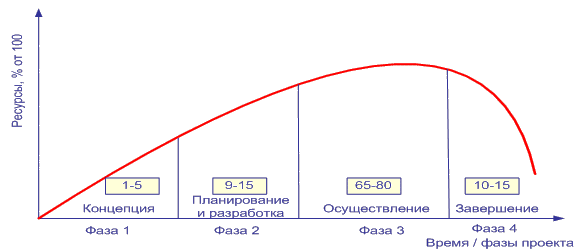 Ресурсы, % от 100
1-5
9-15
65-80
10-15
Концепция
Планирование
и разработка
Осуществление
Завершение
Фаза 1
Фаза 2
Фаза 3
Фаза 4
Время / фазы проекта